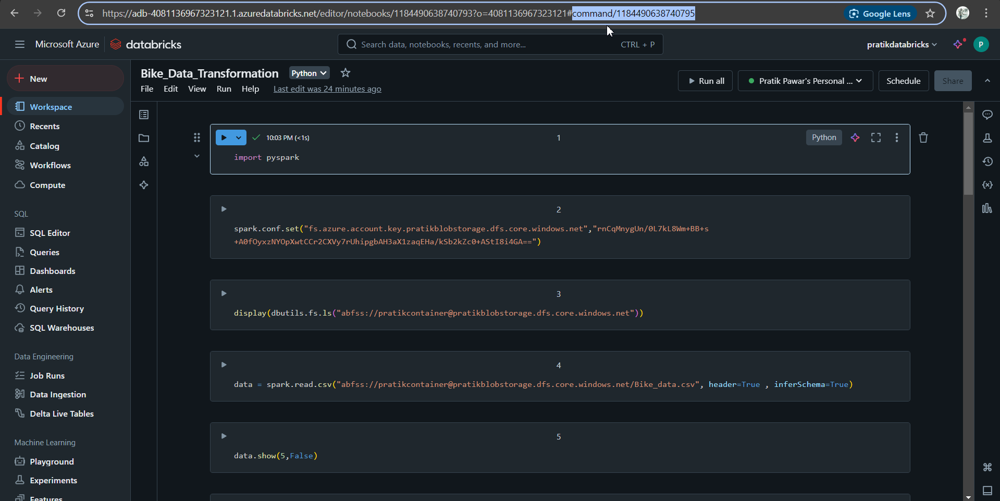 https://adb-4081136967323121.1.azuredatabricks.net/editor/notebooks/1184490638740793?o=4081136967323121#command/1184490638740795
Google Lens
Microsoft Azure
databricks
Search data, notebooks, recents, and more...
CTRL + P
pratikdatabricks
P
New
Workspace
Recents
Catalog
Workflows
Compute
SQL
SQL Editor
Queries
Dashboards
Alerts
Query History
SQL Warehouses
Data Engineering
Job Runs
Data Ingestion
Delta Live Tables
Machine Learning
Playground
Experiments
Features
Bike_Data_Transformation
Python
File Edit View Run Help Last edit was 24 minutes ago
Run all
Pratik Pawar's Personal ...
Schedule
Share
10:03 PM (<1s)
1
Python
import pyspark
2
spark.conf.set("fs.azure.account.key.pratikblobstorage.dfs.core.windows.net","rnCqMnygUn/0L7kL8Wm+BB+s
+A0fOyxzNYOpXwtCCr2CXVy7rUhipgbAH3aX1zaqEHa/kSb2kZc0+AStI8i4GA==")
3
display(dbutils.fs.ls("abfss://pratikcontainer@pratikblobstorage.dfs.core.windows.net"))
4
data = spark.read.csv("abfss://pratikcontainer@pratikblobstorage.dfs.core.windows.net/Bike_data.csv", header=True , inferSchema=True)
5
data.show(5,False)